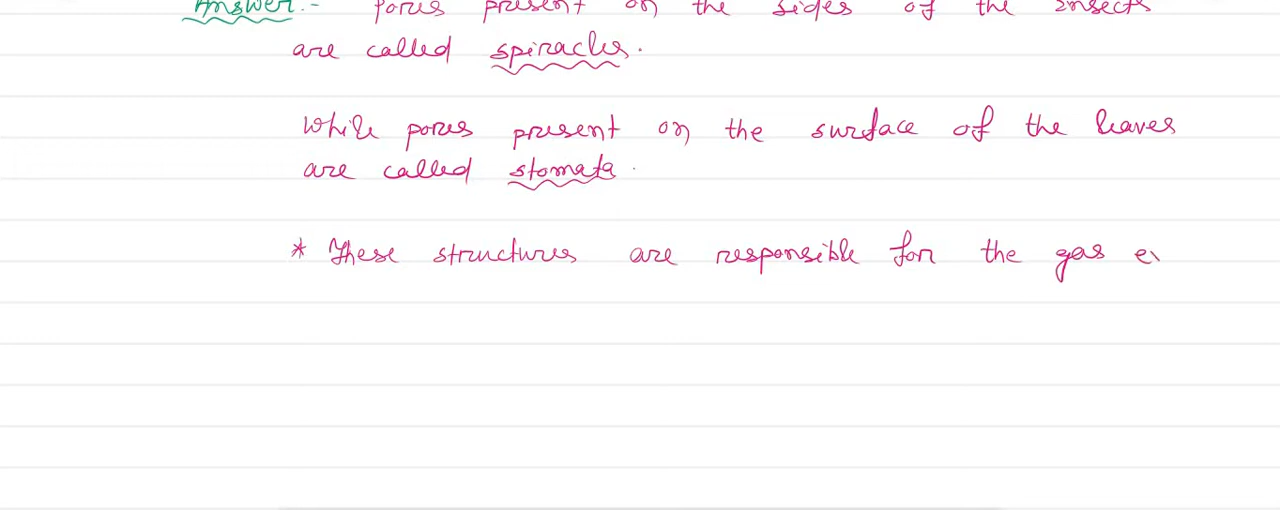 Answer:- Pores present on the sides of the insects
are called spiracles.
While pores present on the surface of the leaves
are called stomata.
* These structures are responsible for the gas ex